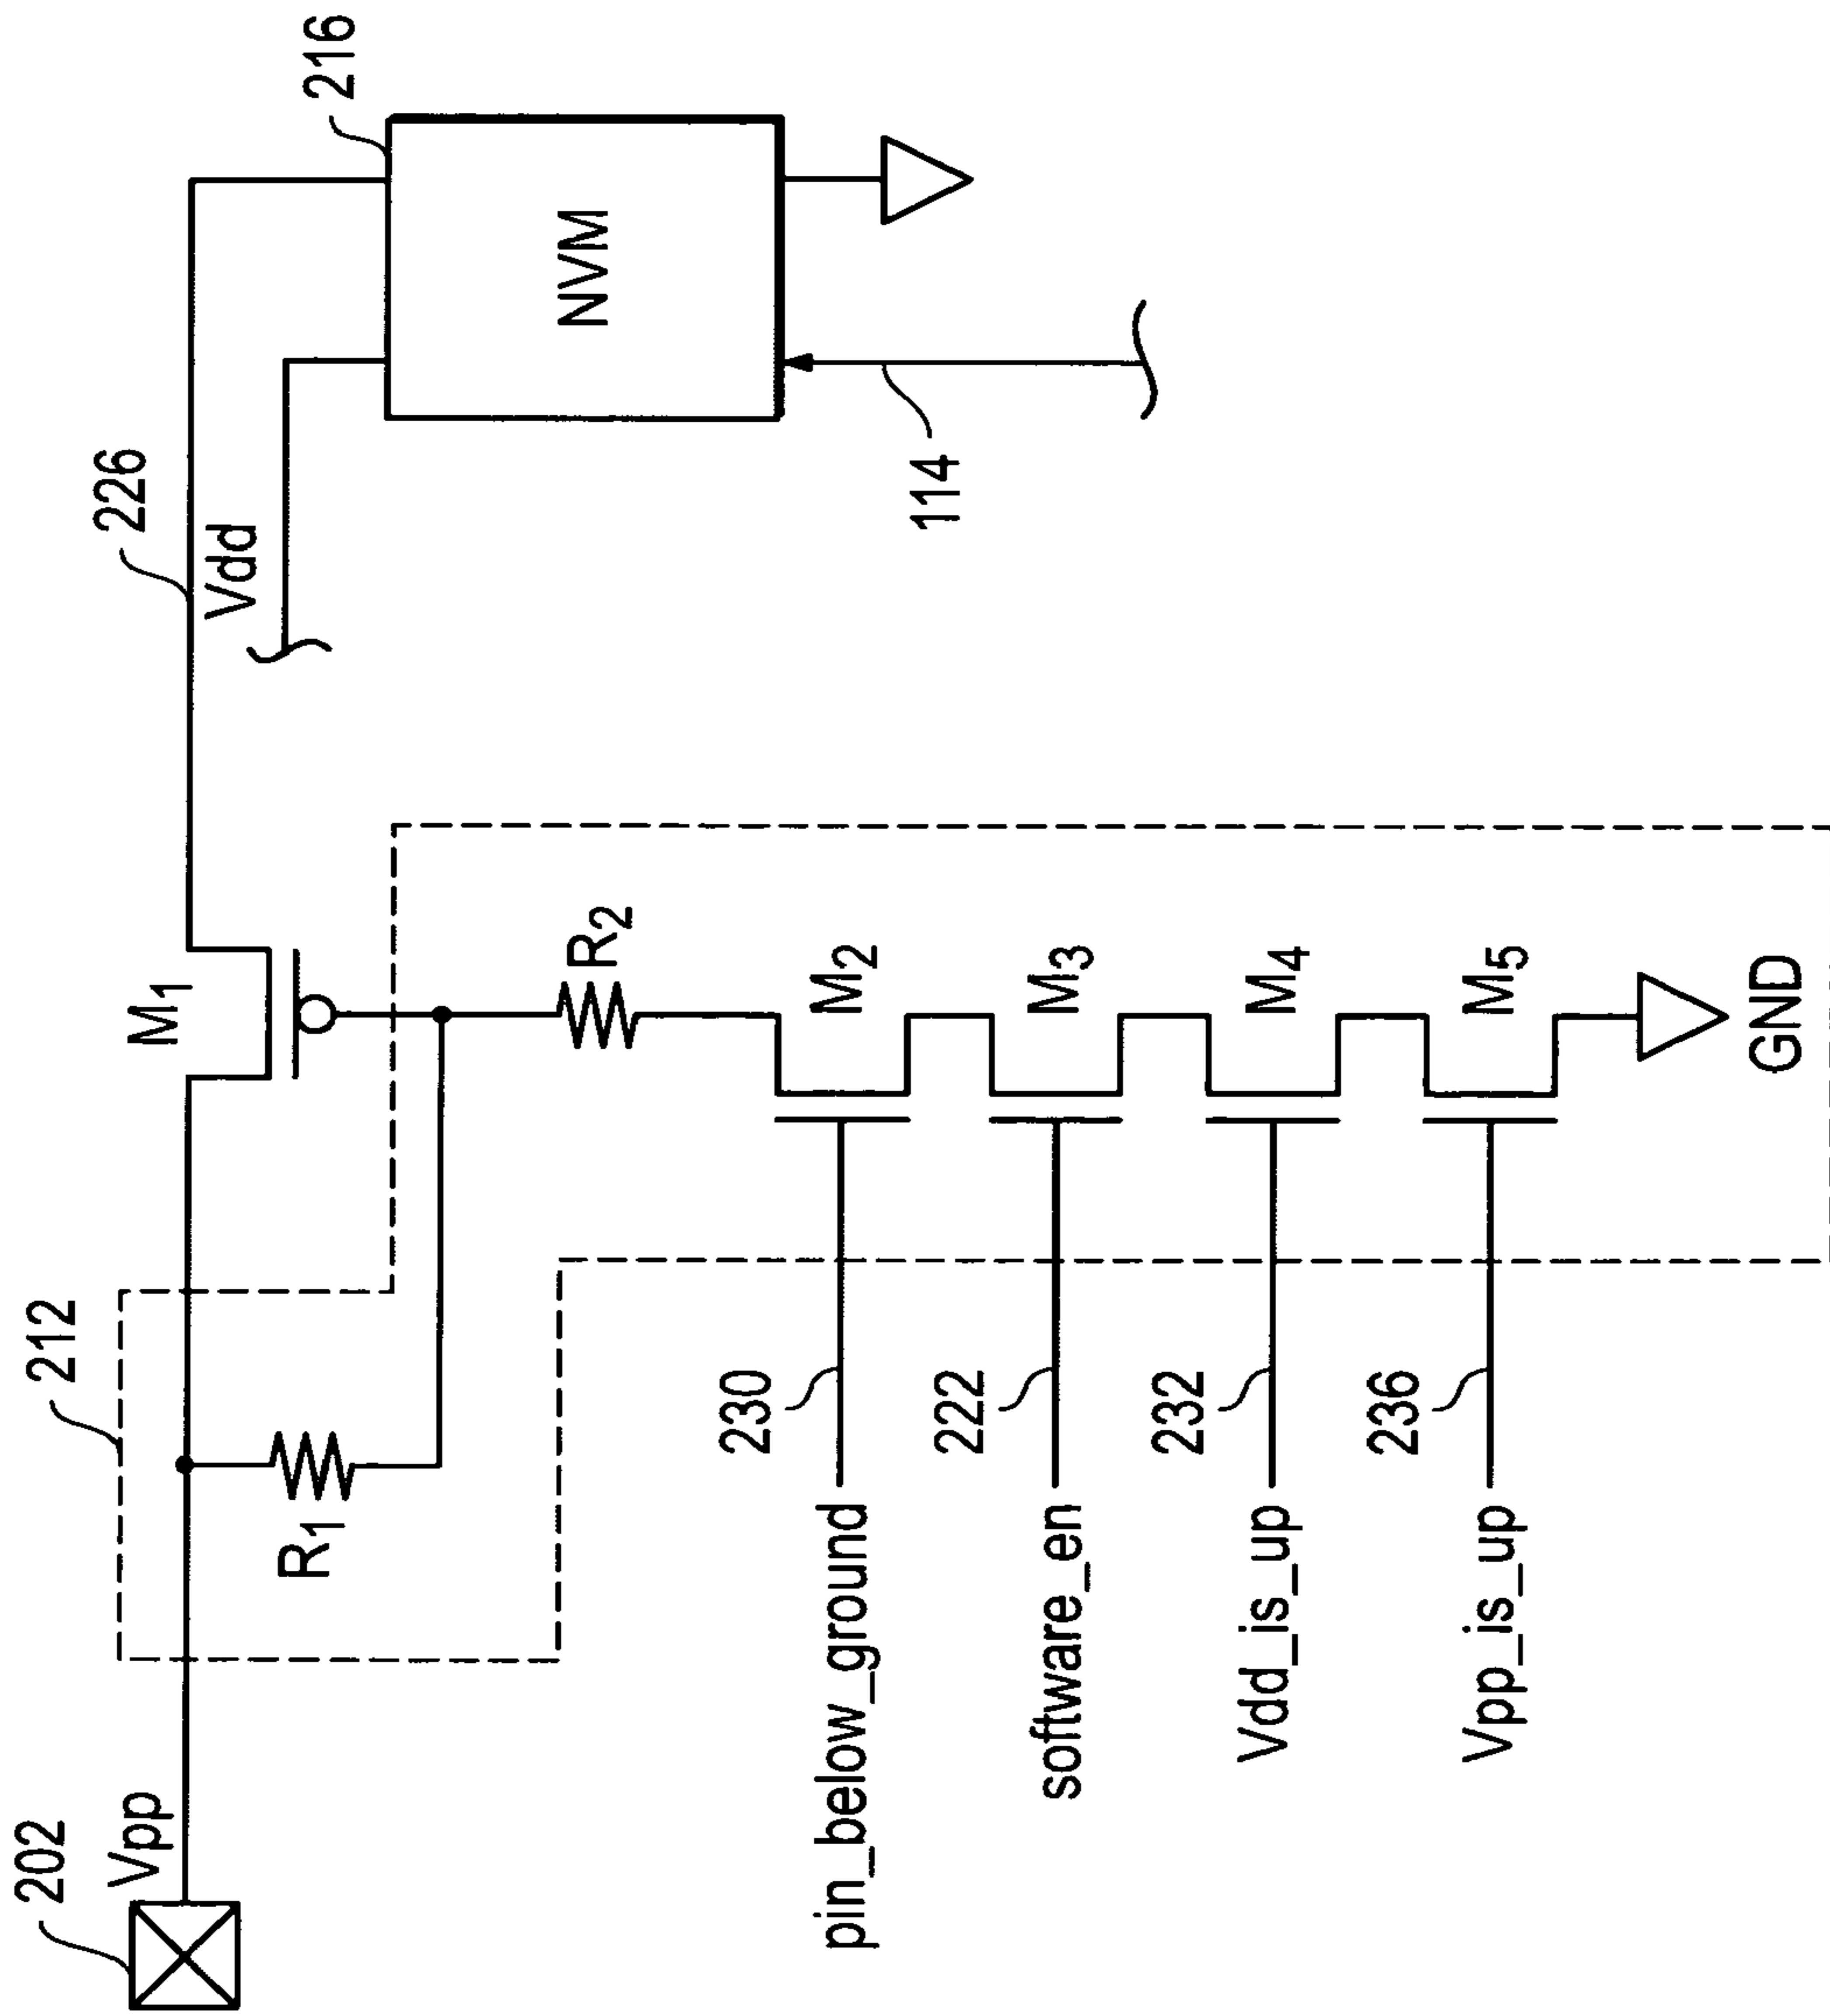 202
Vpp
212
R1
M1
226
Vdd
216
NVM
114
R2
pin_below_ground
230
M2
software_en
222
M3
Vdd_is_up
232
M4
Vpp_is_up
236
M5
GND